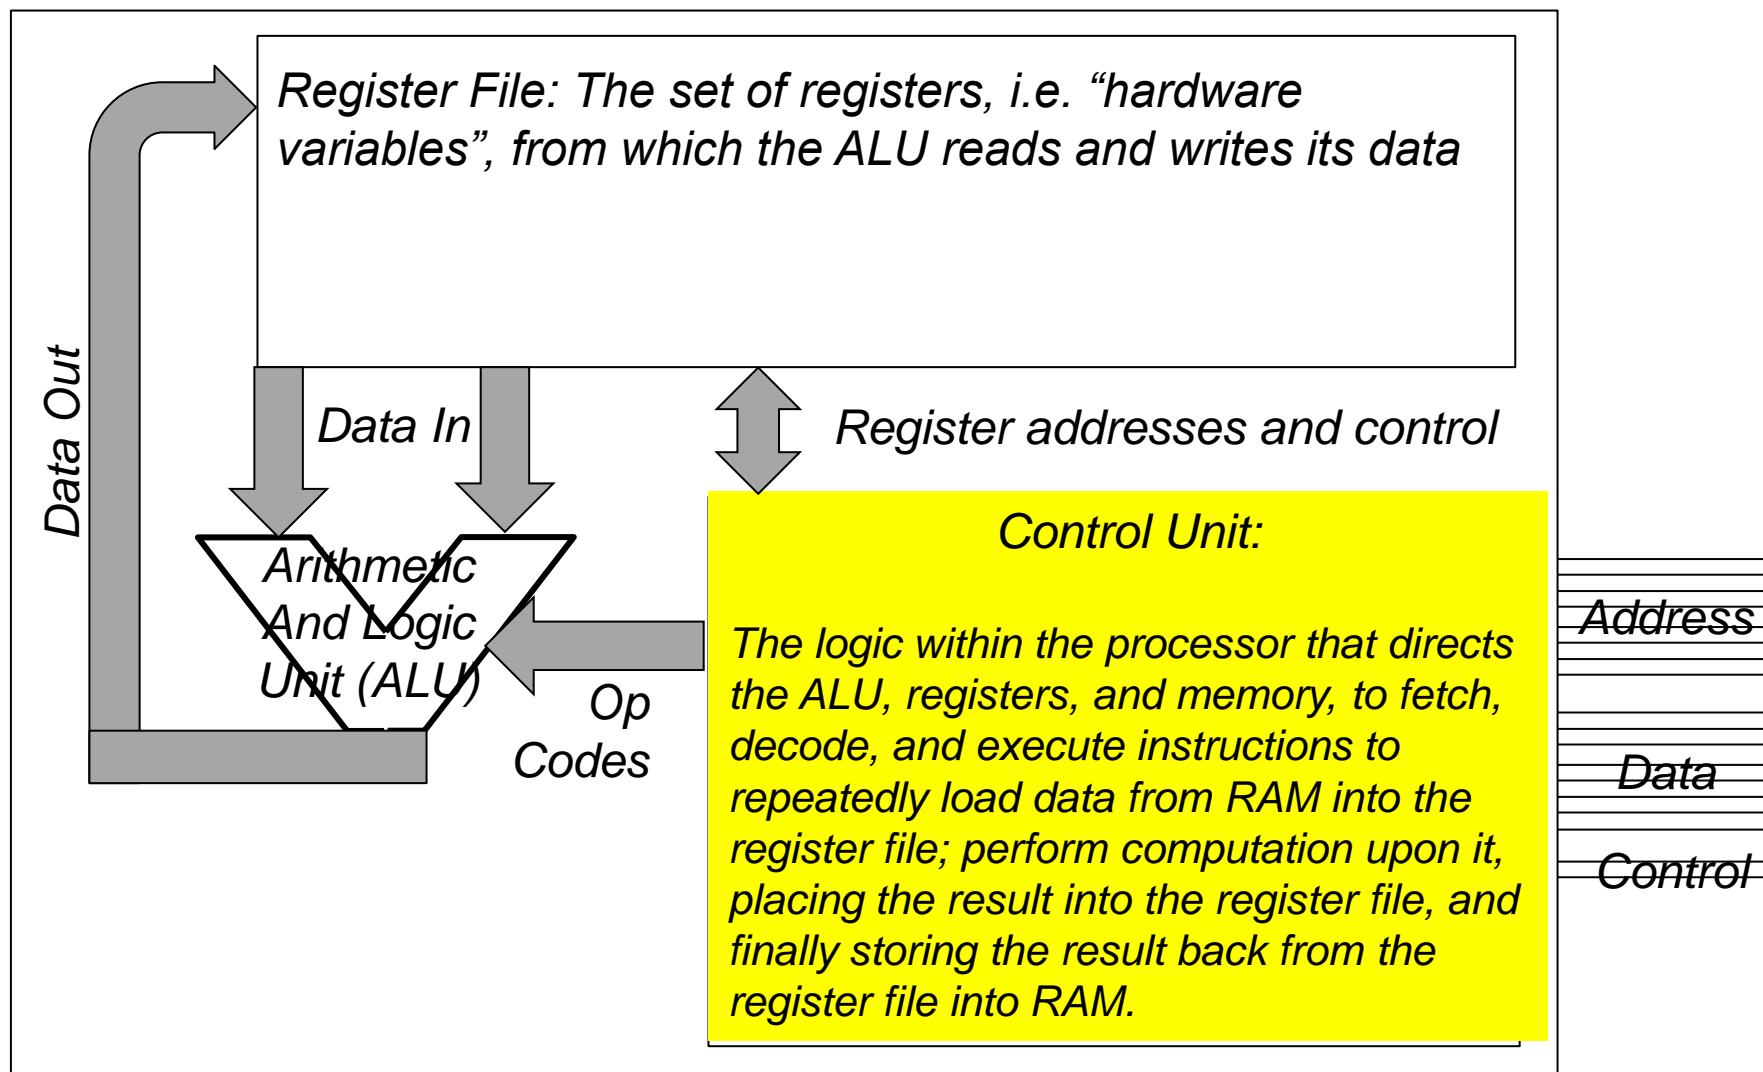 Register File: The set of registers, i.e. “hardware
variables”, from which the ALU reads and writes its data
Data Out
Data In
Register addresses and control
Arithmetic
And Logic
Unit (ALU)
Op
Codes
Control Unit:
The logic within the processor that directs
the ALU, registers, and memory, to fetch,
decode, and execute instructions to
repeatedly load data from RAM into the
register file; perform computation upon it,
placing the result into the register file, and
finally storing the result back from the
register file into RAM.
Address
Data
Control